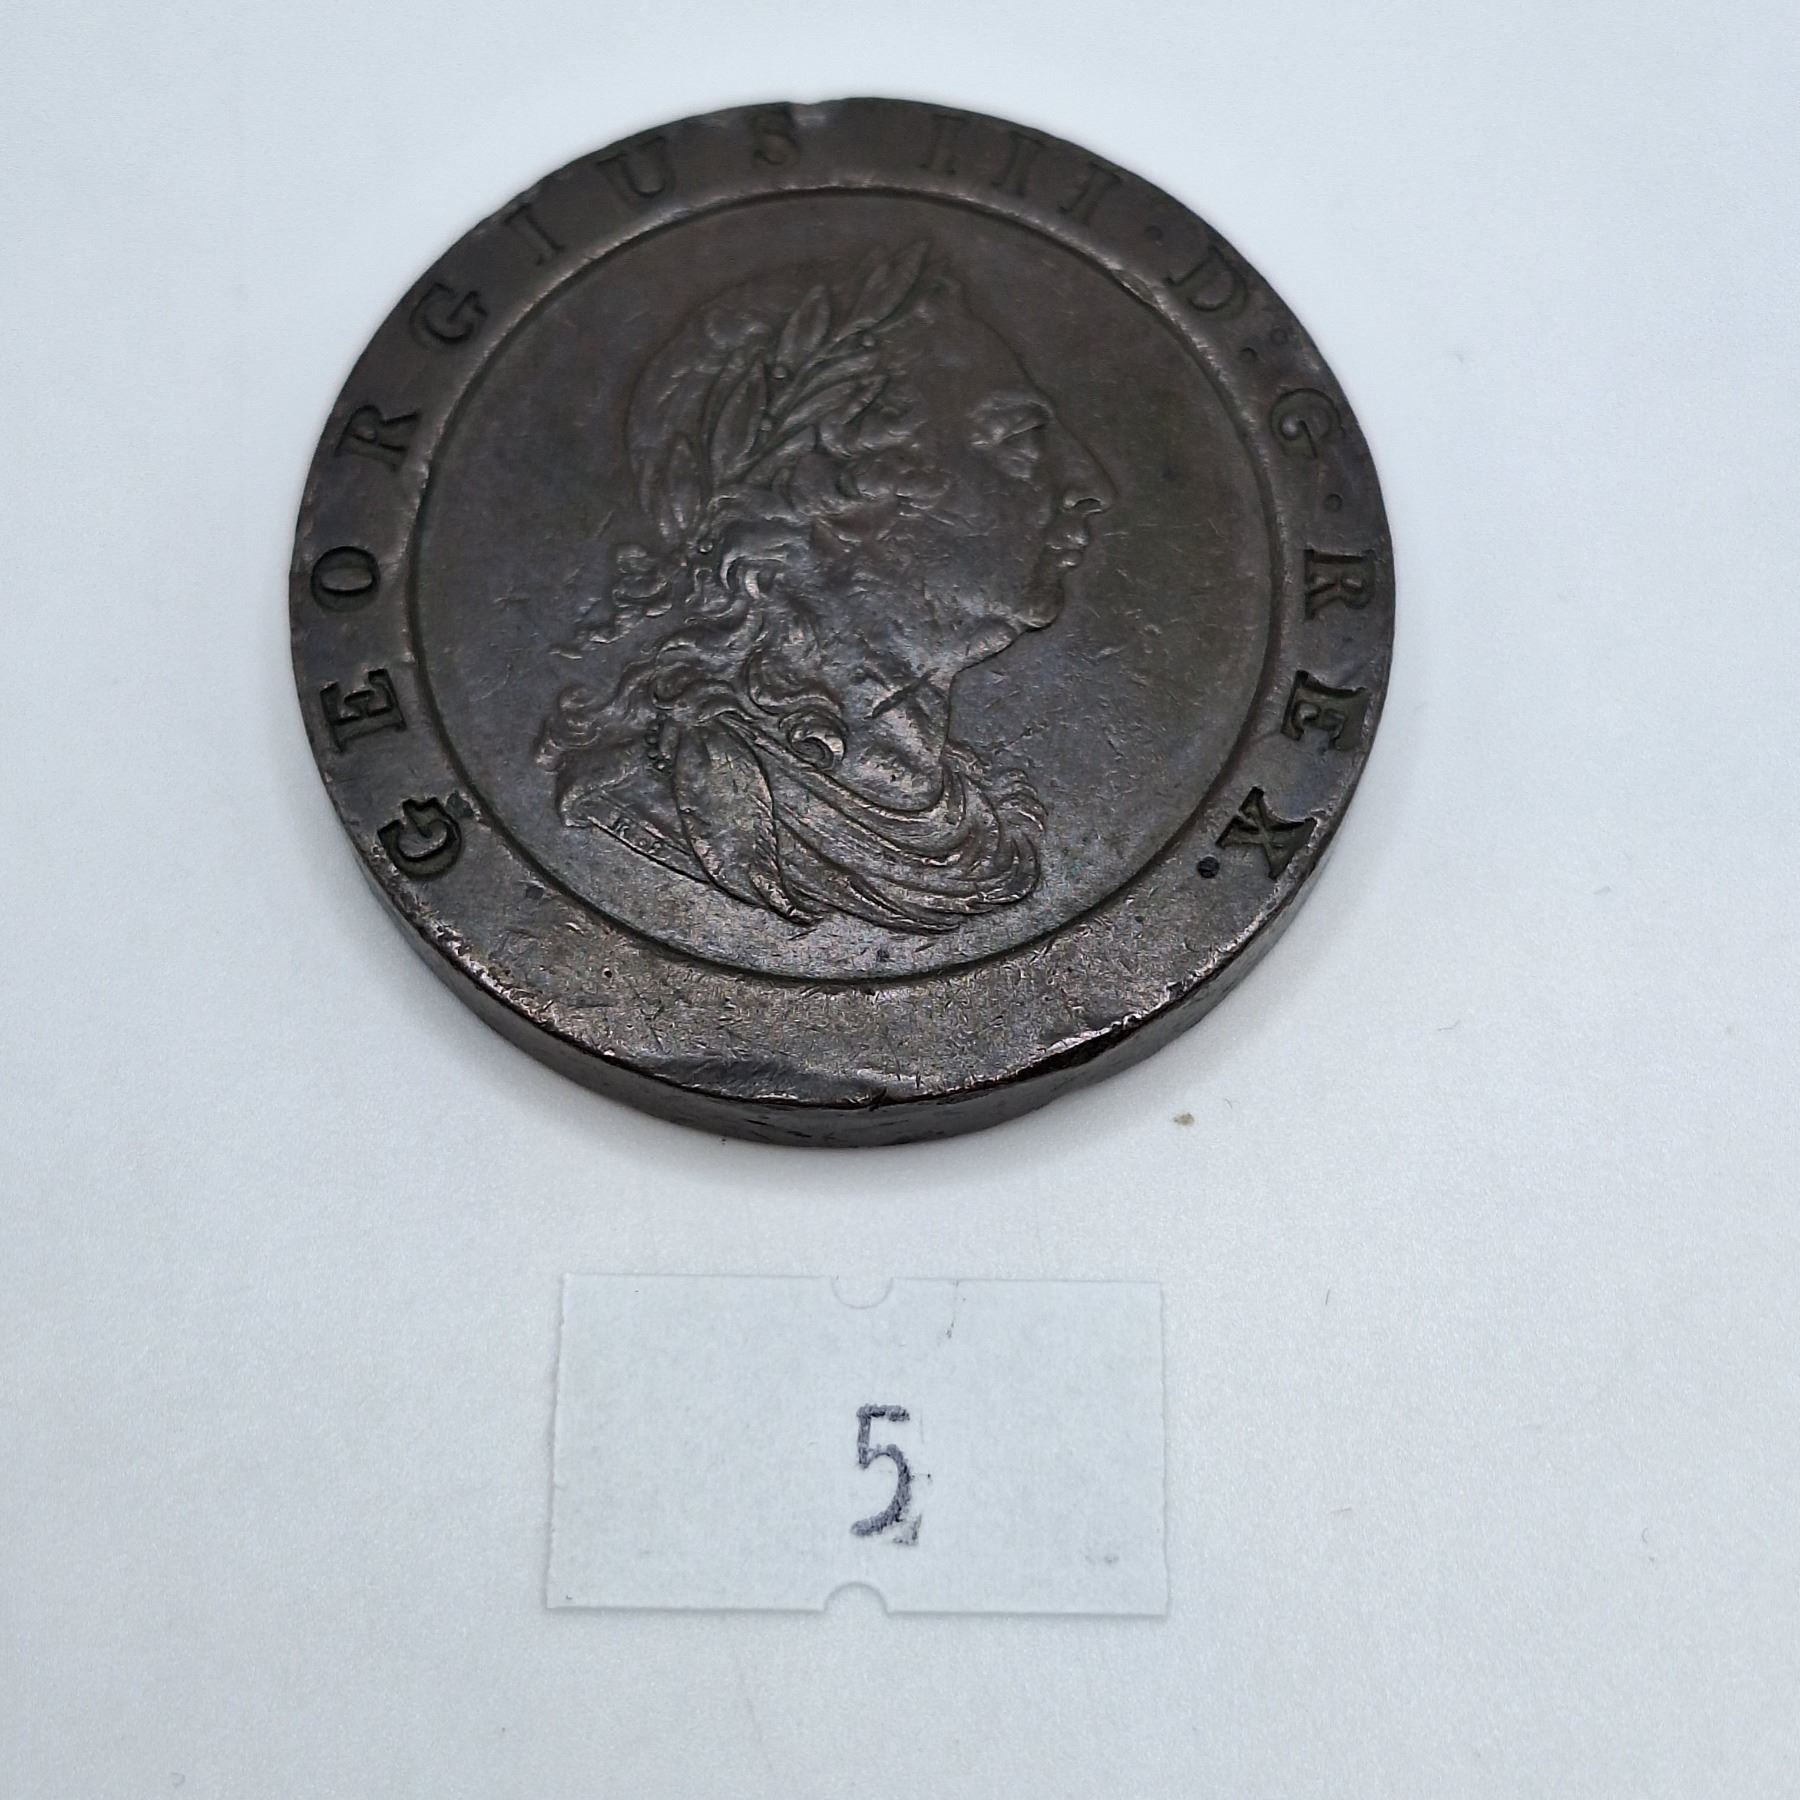 GEORGIUS III · D : G · REX .
5